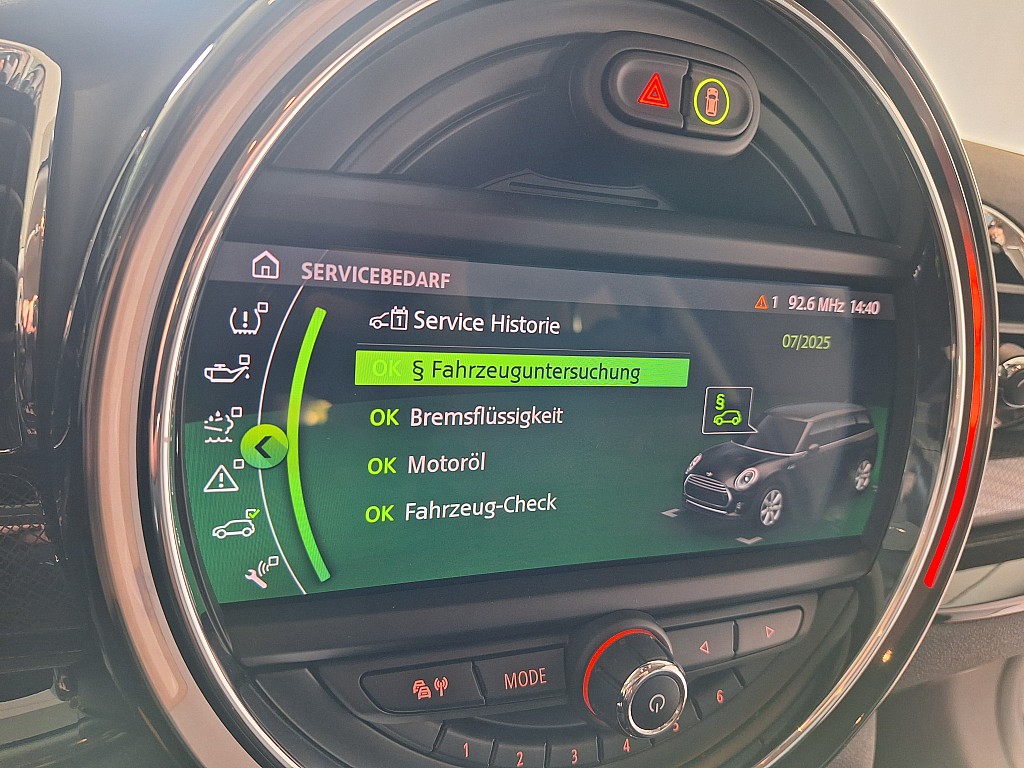 SERVICEBEDARF
1 92.6 MHz 14:40
1 Service Historie
07/2025
OK § Fahrzeuguntersuchung
§
OK Bremsflüssigkeit
OK Motoröl
OK Fahrzeug-Check
MODE
1 2 3 4 5 6